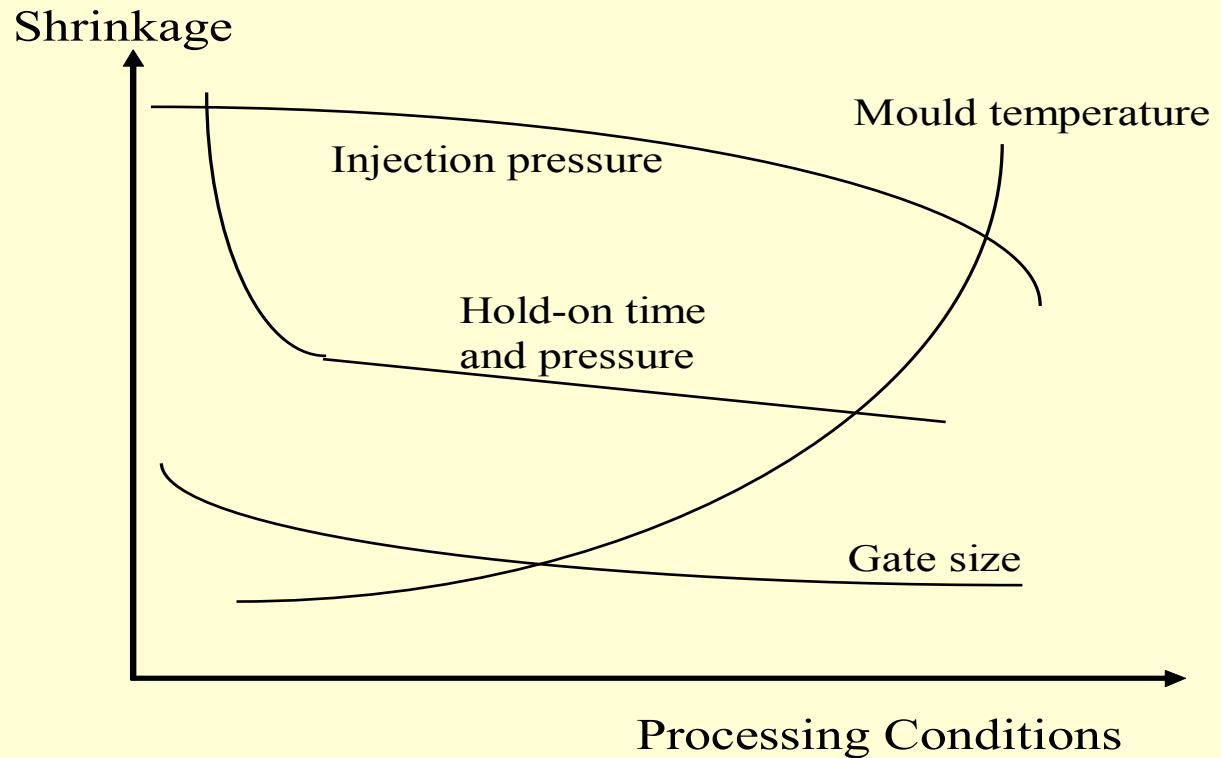 Shrinkage
Mould temperature
Injection pressure
Hold-on time
and pressure
Gate size
Processing Conditions